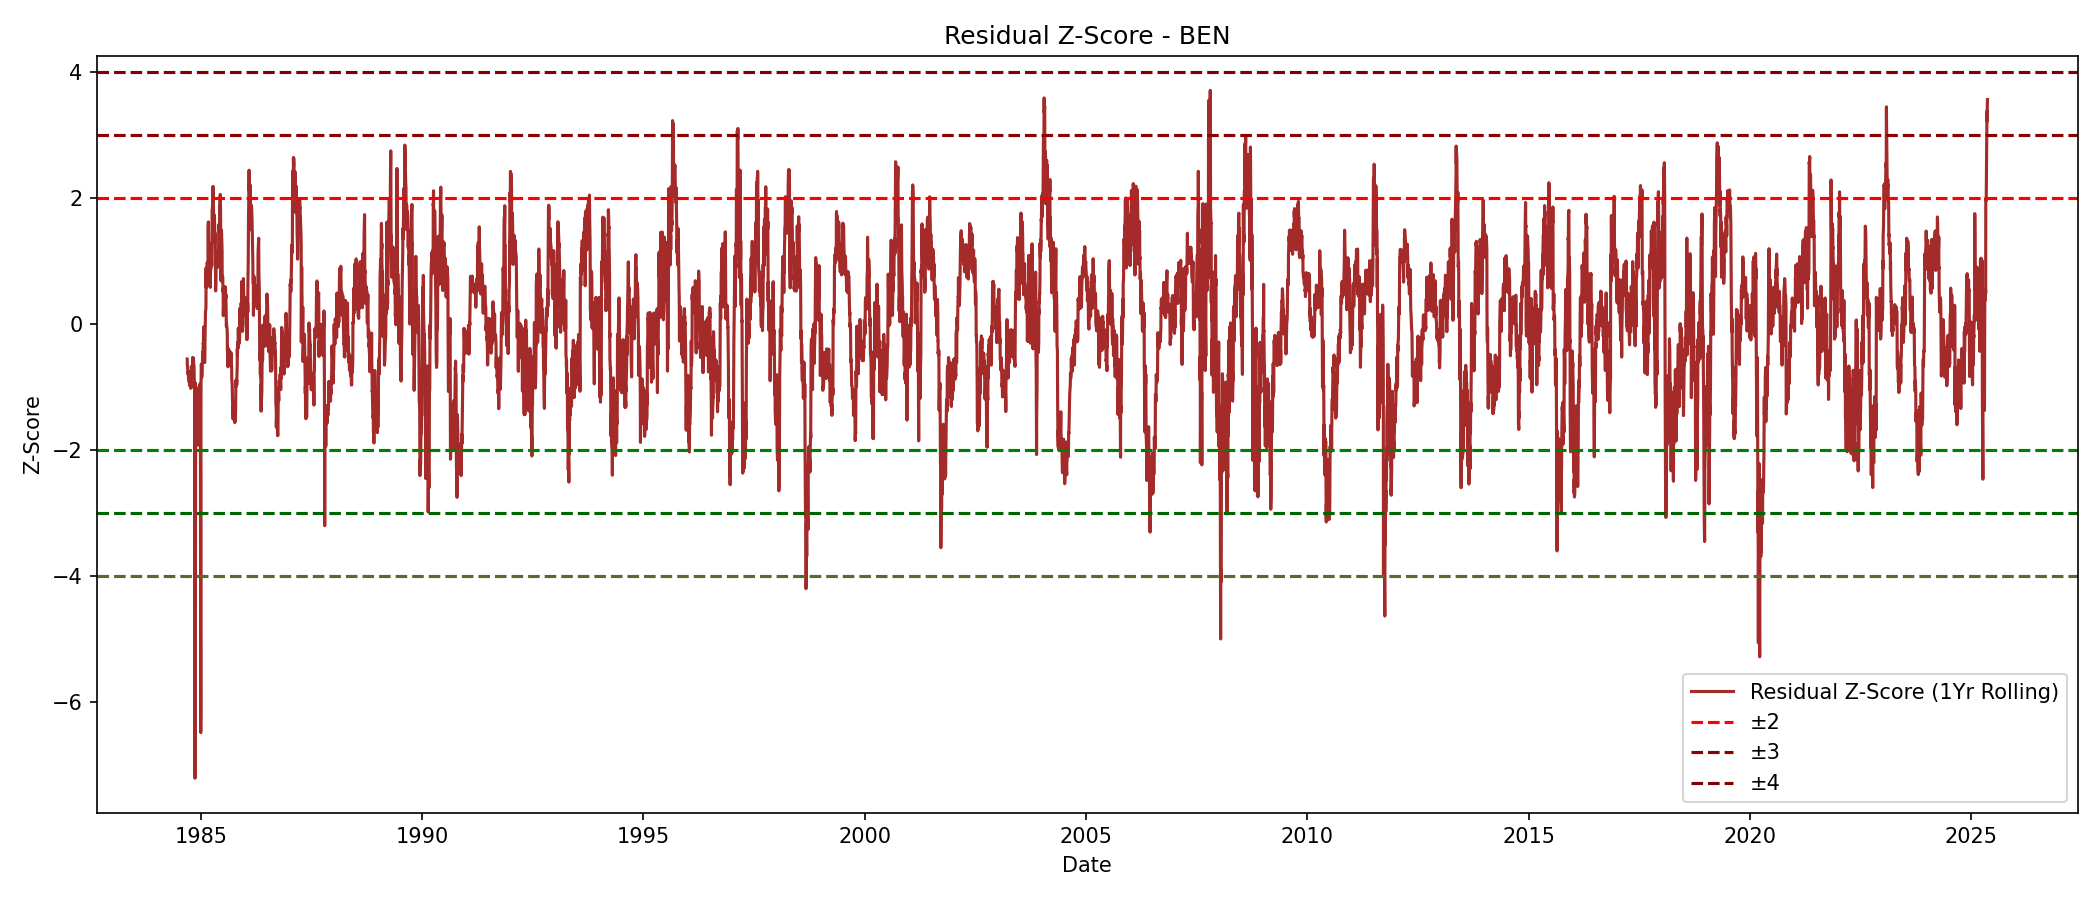 Residual Z-Score - BEN
Z-Score
4
2
0
−2
−4
−6
1985 1990 1995 2000 2005 2010 2015 2020 2025
Date
Residual Z-Score (1Yr Rolling)
±2
±3
±4